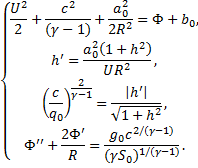 U²/2 + c²/(γ − 1) + a₀²/(2R²) = Φ + b₀,
h′ = a₀²(1 + h²)/(UR²),
(c/q₀)^(2/(γ−1)) = |h′|/√(1 + h²),
Φ′′ + 2Φ′/R = g₀c^(2/(γ−1))/(γS₀)^(1/(γ−1)).